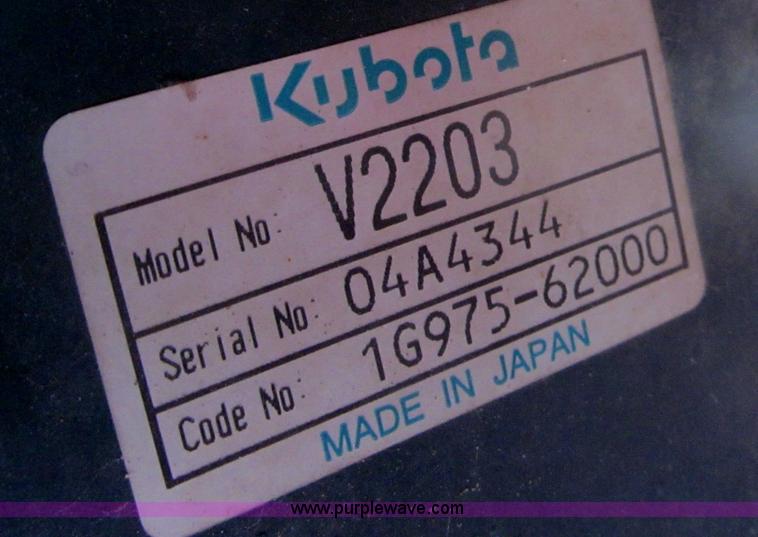 Kubota
Model No: V2203
Serial No: 04A4344
Code No: 1G975-62000
MADE IN JAPAN
www.purplewave.com